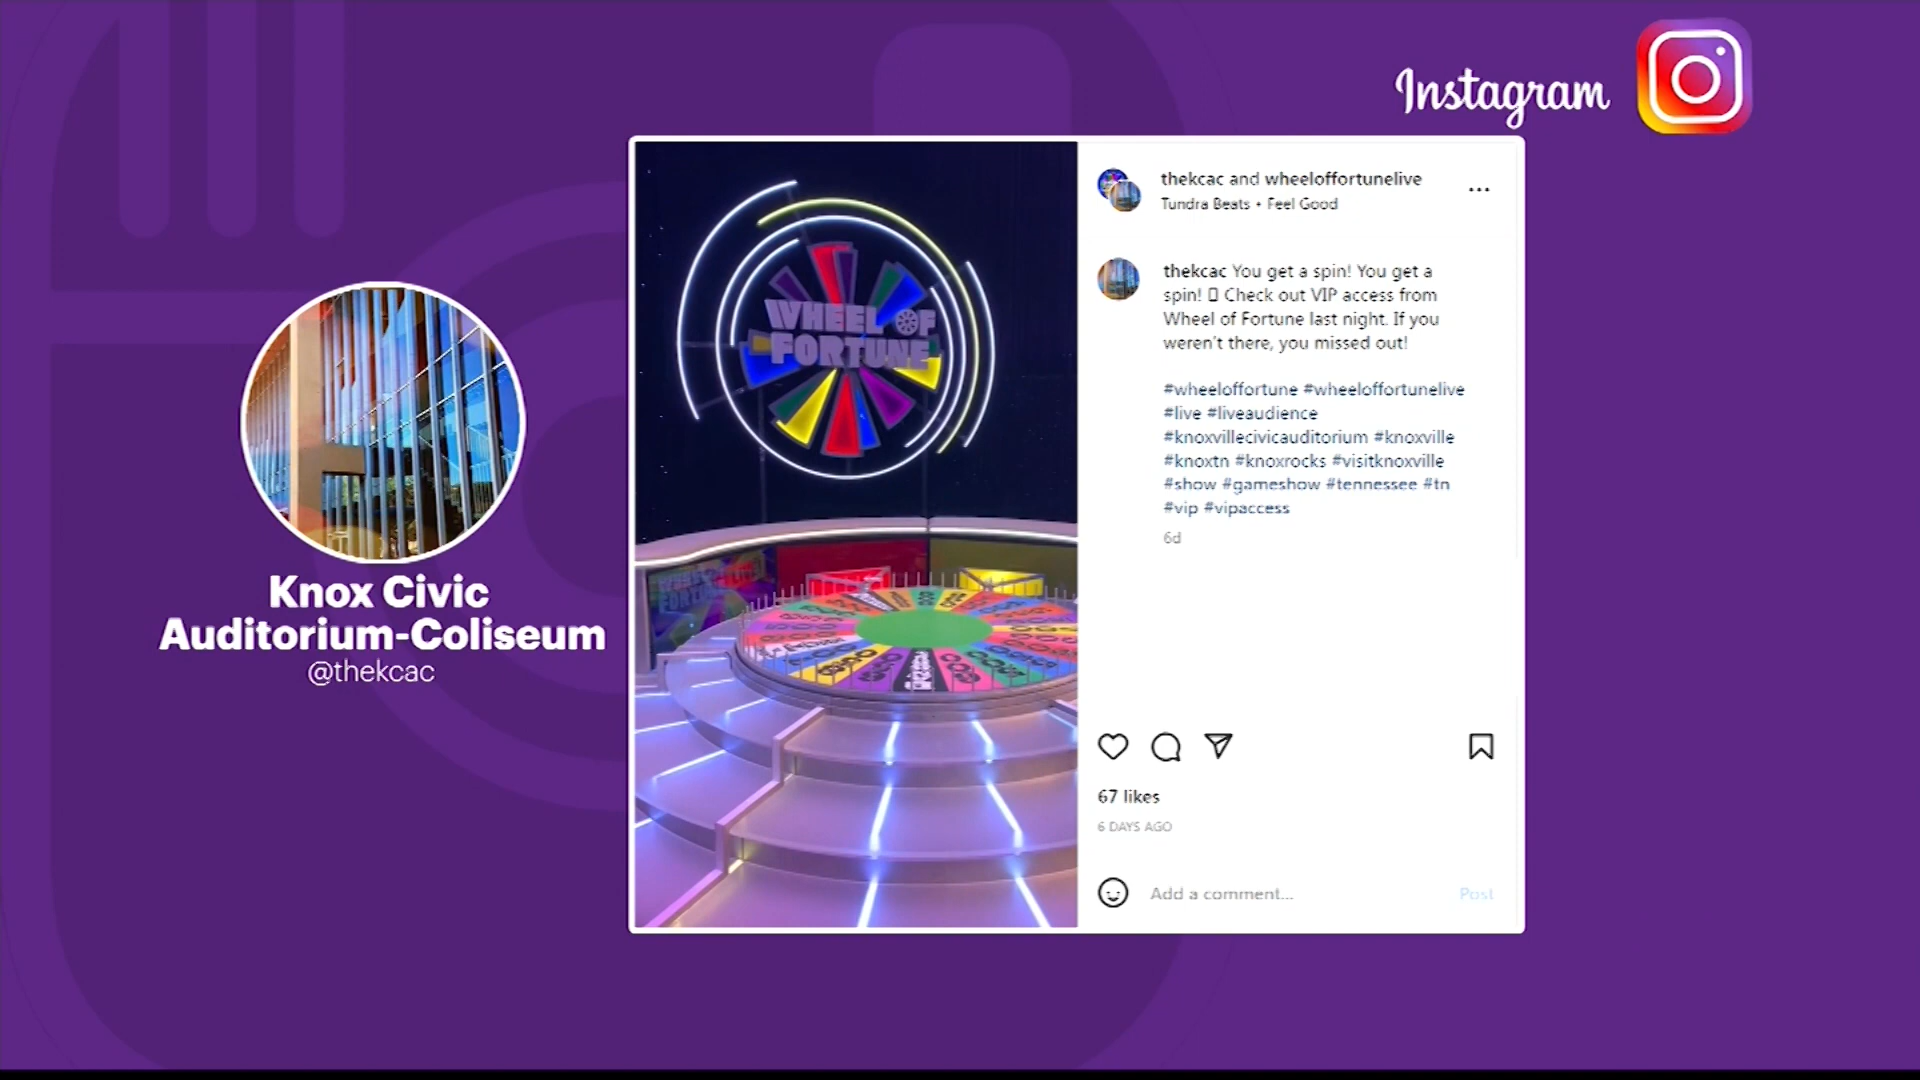 Instagram
thekcac and wheeloffortunelive
Tundra Beats • Feel Good
thekcac You get a spin! You get a
spin! Check out VIP access from
Wheel of Fortune last night. If you
weren't there, you missed out!
#wheeloffortune #wheeloffortunelive
#live #liveaudience
#knoxvillecivicauditorium #knoxville
#knoxtn #knoxrocks #visitknoxville
#show #gameshow #tennessee #tn
#vip #vipaccess
6d
67 likes
6 DAYS AGO
Add a comment...
Post
WHEEL OF
FORTUNE
Knox Civic
Auditorium-Coliseum
@thekcac